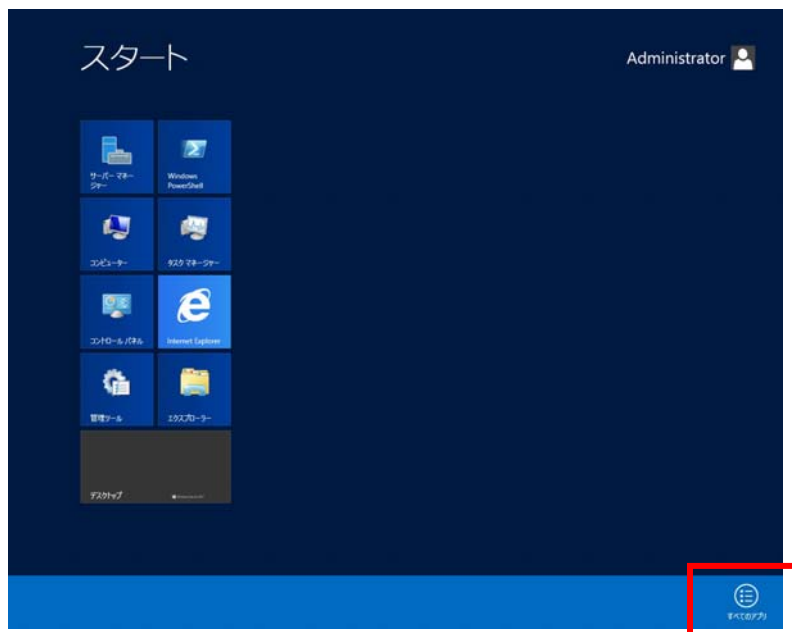 スタート
Administrator
サーバー マネー
ジャー
Windows
PowerShell
コンピューター
タスク マネージャー
コントロール パネル
Internet Explorer
管理ツール
エクスプローラー
デスクトップ
すべてのアプリ